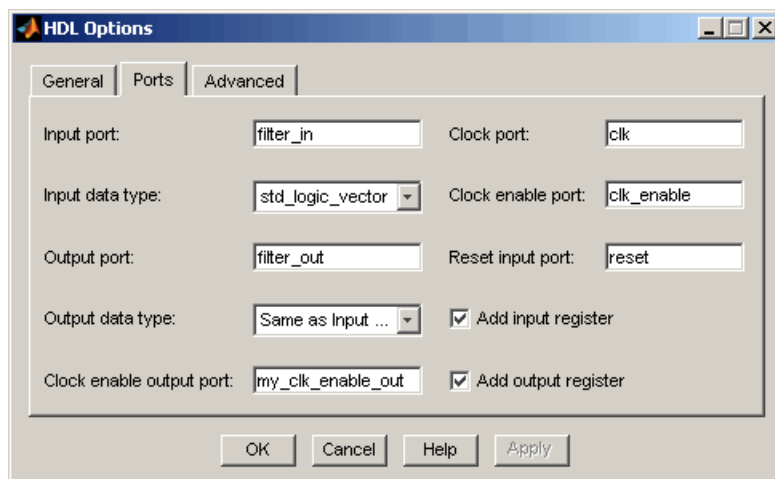 HDL Options
General Ports Advanced
Input port: filter_in Clock port: clk
Input data type: std_logic_vector Clock enable port: clk_enable
Output port: filter_out Reset input port: reset
Output data type: Same as Input ... Add input register
Clock enable output port: my_clk_enable_out Add output register
OK Cancel Help Apply